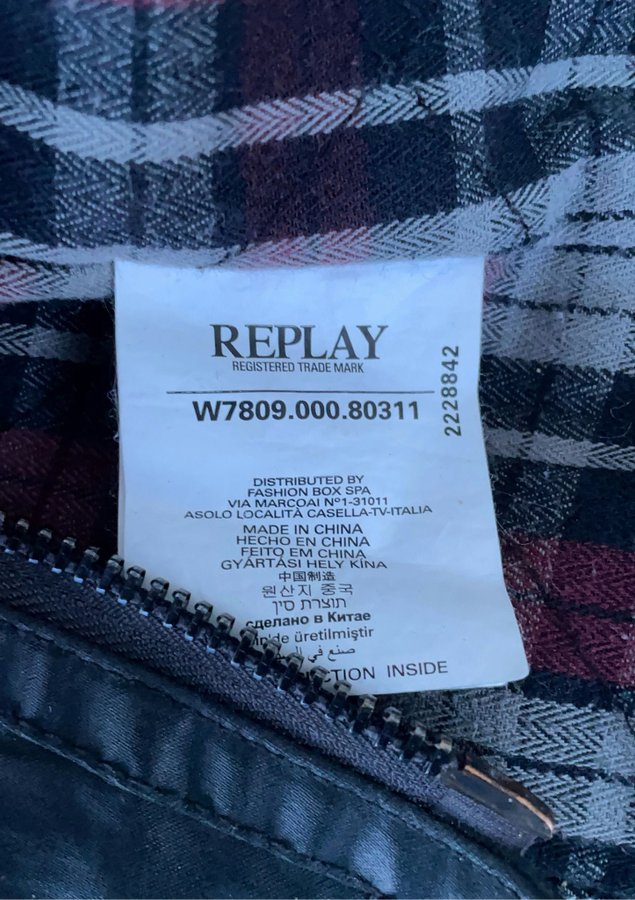 REPLAY
REGISTERED TRADE MARK
W7809.000.80311
2228842
DISTRIBUTED BY
FASHION BOX SPA
VIA MARCOAI Nº1-31011
ASOLO LOCALITÁ CASELLA-TV-ITALIA
MADE IN CHINA
HECHO EN CHINA
FEITO EM CHINA
GYÁRTÁSI HELY KÍNA
中国制造
원산지 중국
תוצרת סין
сделано в Китае
üretilmiştir
صنع في
INSIDE